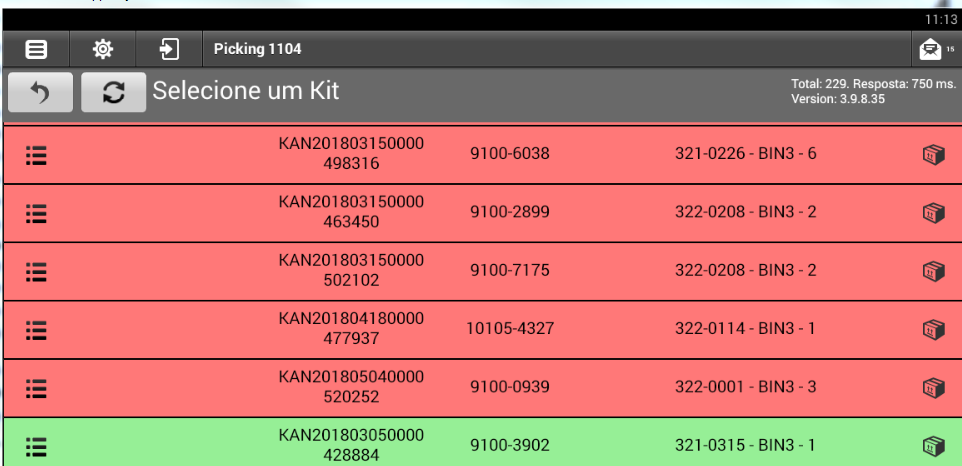 11:13
Picking 1104
15
Selecione um Kit
Total: 229. Resposta: 750 ms.
Version: 3.9.8.35
KAN201803150000
498316
9100-6038
321-0226 - BIN3 - 6
KAN201803150000
463450
9100-2899
322-0208 - BIN3 - 2
KAN201803150000
502102
9100-7175
322-0208 - BIN3 - 2
KAN201804180000
477937
10105-4327
322-0114 - BIN3 - 1
KAN201805040000
520252
9100-0939
322-0001 - BIN3 - 3
KAN201803050000
428884
9100-3902
321-0315 - BIN3 - 1